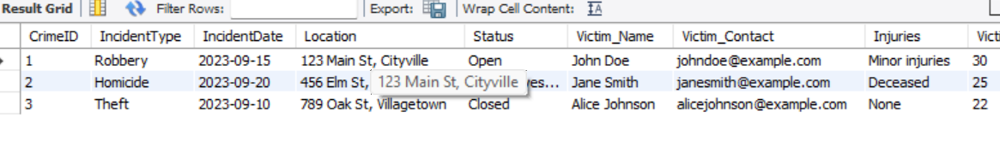 Result Grid Filter Rows: Export: Wrap Cell Content: IA
CrimeID IncidentType IncidentDate Location Status Victim_Name Victim_Contact Injuries Victi
1 Robbery 2023-09-15 123 Main St, Cityville Open John Doe johndoe@example.com Minor injuries 30
2 Homicide 2023-09-20 456 Elm St, 123 Main St, Cityville ves... Jane Smith janesmith@example.com Deceased 25
3 Theft 2023-09-10 789 Oak St, Villagetown Closed Alice Johnson alicejohnson@example.com None 22